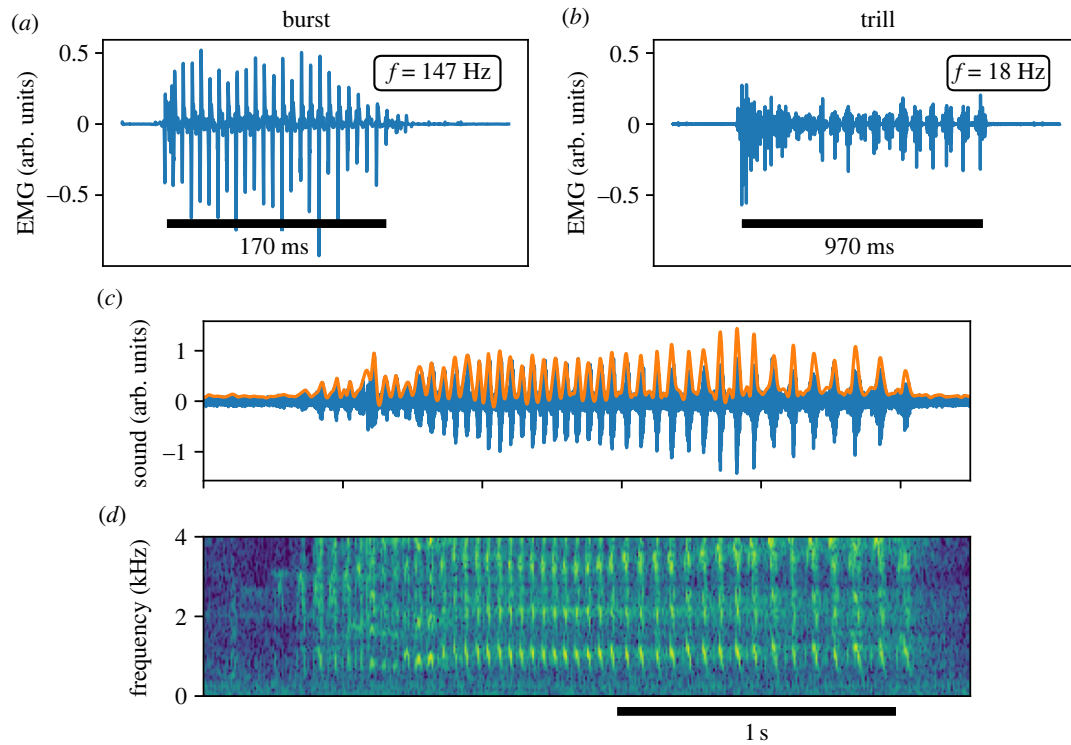 (a) burst
0.5
f = 147 Hz
0
−0.5
EMG (arb. units)
170 ms
(b) trill
0.5
f = 18 Hz
0
−0.5
EMG (arb. units)
970 ms
(c)
1
0
−1
sound (arb. units)
(d)
4
2
0
frequency (kHz)
1 s